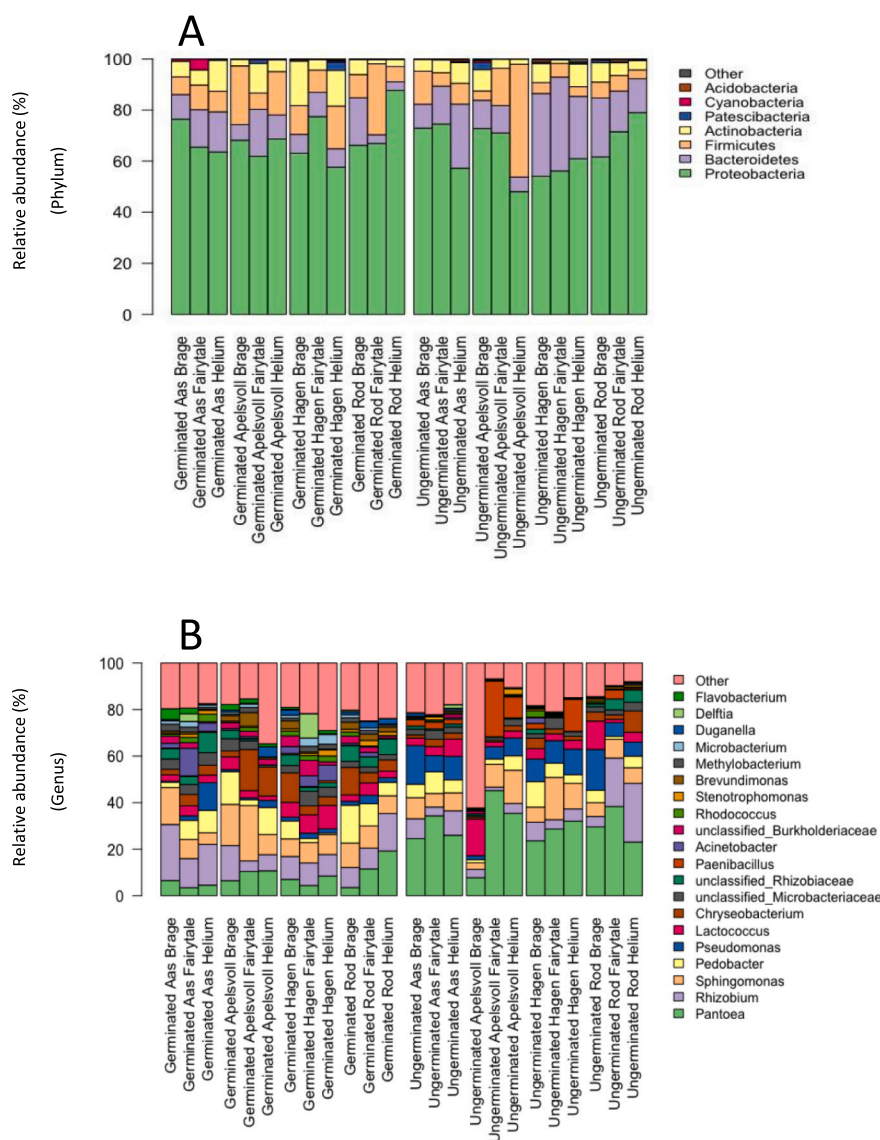 A
Relative abundance (%)
(Phylum)
100
80
60
40
20
0
Other
Acidobacteria
Cyanobacteria
Patescibacteria
Actinobacteria
Firmicutes
Bacteroidetes
Proteobacteria
Germinated Aas Brage
Germinated Aas Fairytale
Germinated Aas Helium
Germinated Apelsvoll Brage
Germinated Apelsvoll Fairytale
Germinated Apelsvoll Helium
Germinated Hagen Brage
Germinated Hagen Fairytale
Germinated Hagen Helium
Germinated Rod Brage
Germinated Rod Fairytale
Germinated Rod Helium
Ungerminated Aas Brage
Ungerminated Aas Fairytale
Ungerminated Aas Helium
Ungerminated Apelsvoll Brage
Ungerminated Apelsvoll Fairytale
Ungerminated Apelsvoll Helium
Ungerminated Hagen Brage
Ungerminated Hagen Fairytale
Ungerminated Hagen Helium
Ungerminated Rod Brage
Ungerminated Rod Fairytale
Ungerminated Rod Helium
B
Relative abundance (%)
(Genus)
100
80
60
40
20
0
Other
Flavobacterium
Delftia
Duganella
Microbacterium
Methylobacterium
Brevundimonas
Stenotrophomonas
Rhodococcus
unclassified_Burkholderiaceae
Acinetobacter
Paenibacillus
unclassified_Rhizobiaceae
unclassified_Microbacteriaceae
Chryseobacterium
Lactococcus
Pseudomonas
Pedobacter
Sphingomonas
Rhizobium
Pantoea
Germinated Aas Brage
Germinated Aas Fairytale
Germinated Aas Helium
Germinated Apelsvoll Brage
Germinated Apelsvoll Fairytale
Germinated Apelsvoll Helium
Germinated Hagen Brage
Germinated Hagen Fairytale
Germinated Hagen Helium
Germinated Rod Brage
Germinated Rod Fairytale
Germinated Rod Helium
Ungerminated Aas Brage
Ungerminated Aas Fairytale
Ungerminated Aas Helium
Ungerminated Apelsvoll Brage
Ungerminated Apelsvoll Fairytale
Ungerminated Apelsvoll Helium
Ungerminated Hagen Brage
Ungerminated Hagen Fairytale
Ungerminated Hagen Helium
Ungerminated Rod Brage
Ungerminated Rod Fairytale
Ungerminated Rod Helium